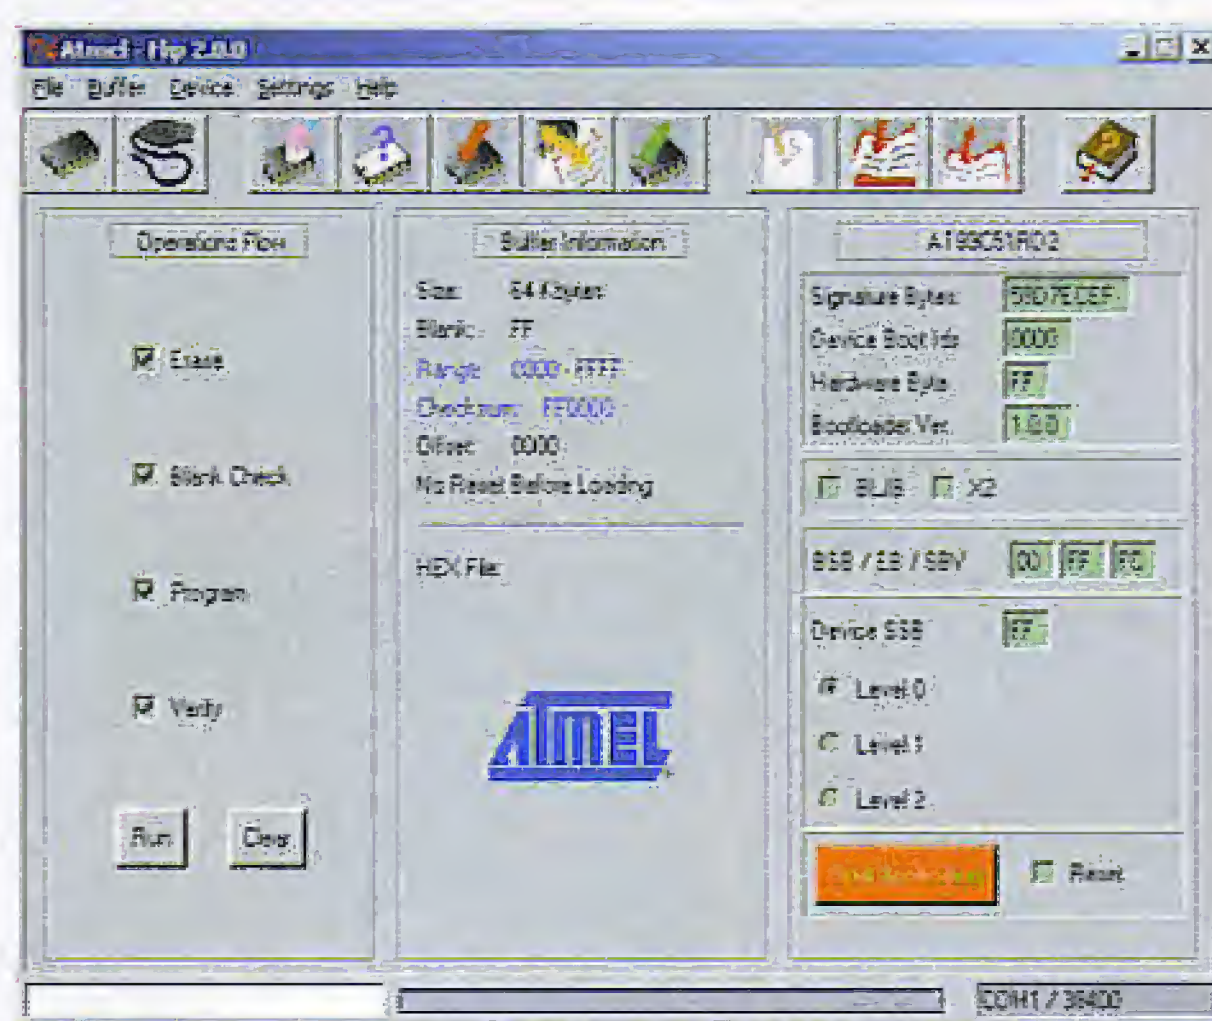 Atmel - Flip 2.0.0
File Buffer Device Settings Help
Operations Flow
Erase
Blank Check
Program
Verify
Run Clear
Buffer Information
Size: 64 Kbytes
Blank: FF
Range: 0000 - FFFF
Checksum: FF0000
Offset: 0000
No Reset Before Loading
HEX File:
ATMEL
Signature Bytes:
Device Boot Ids
0000
Hardware Byte
FF
Bootloader Ver.
BLJB X2
BSB / EB / SBV 00 FF FC
Device SSB FF
Level 0
Level 1
Level 2
Reset
COM1 / 38400